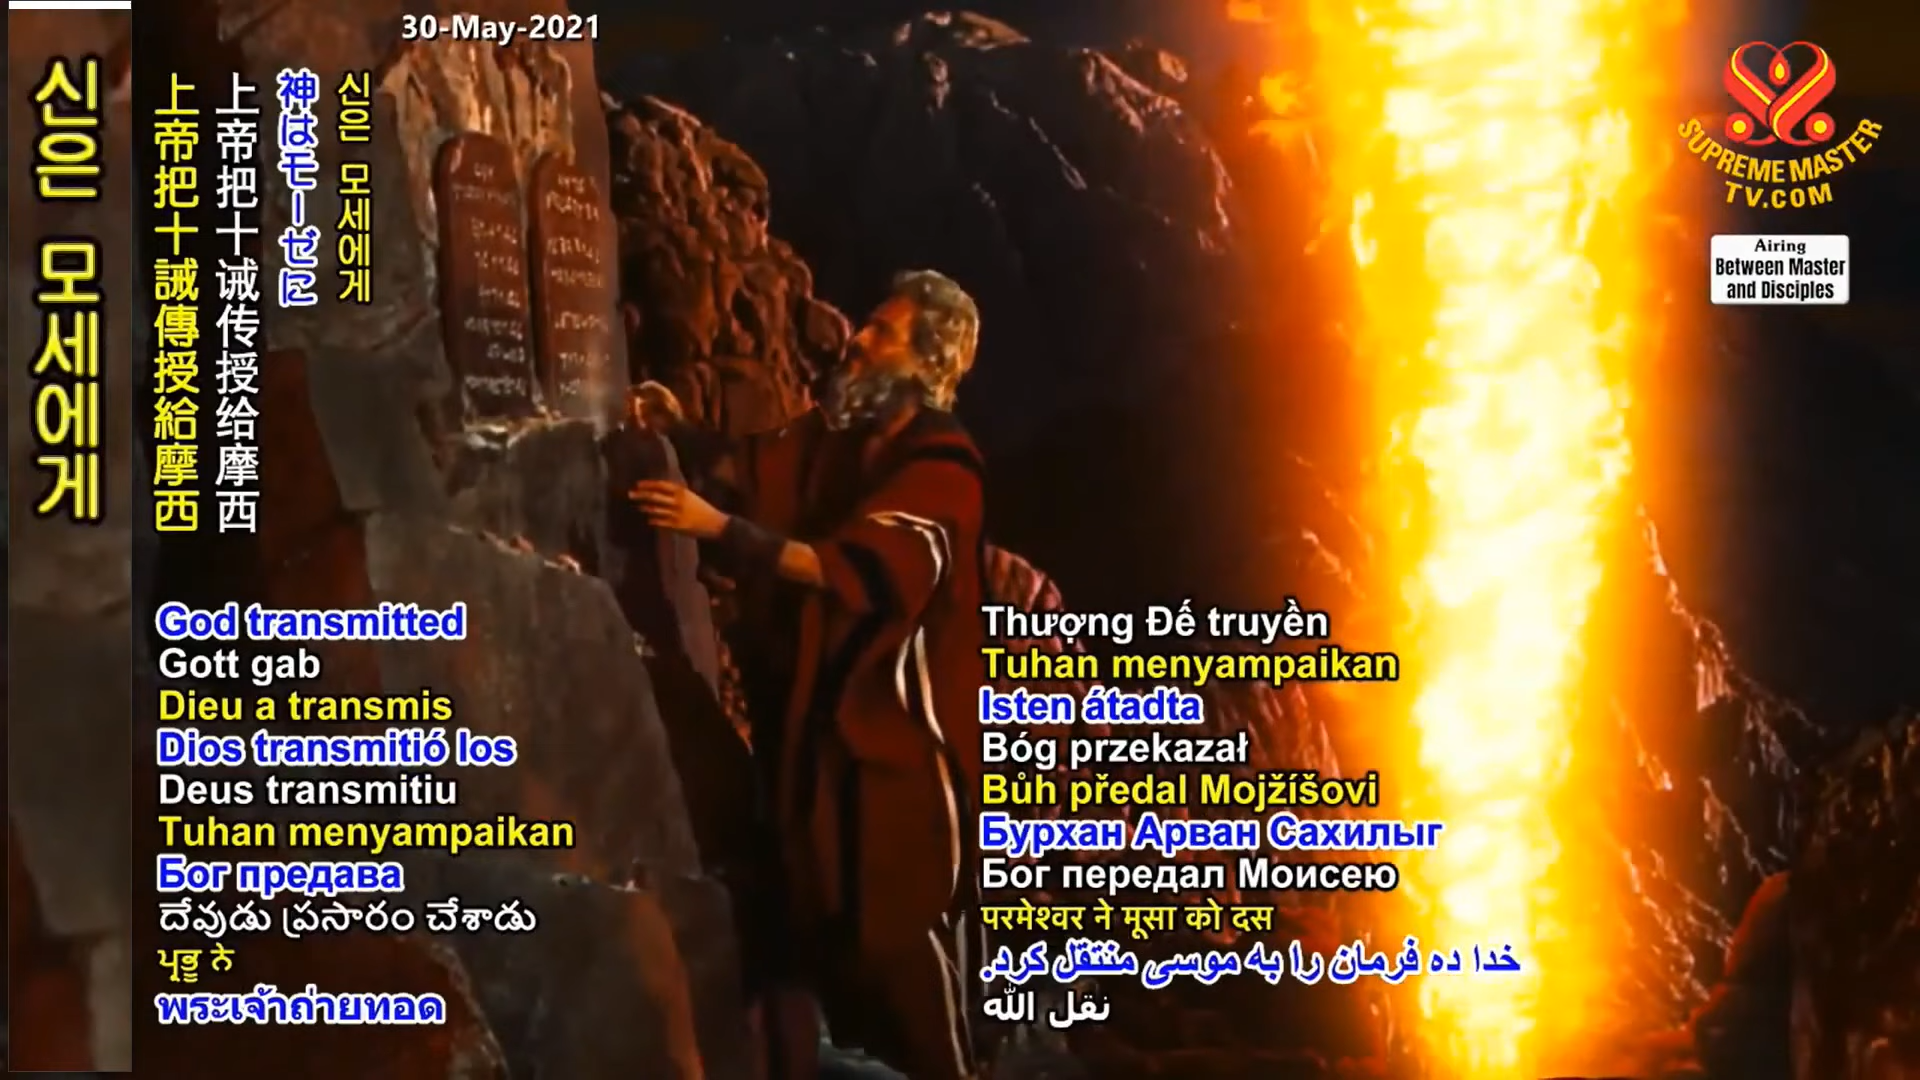 30-May-2021
신은 모세에게
上帝把十誡傳授給摩西
上帝把十诫传授给摩西
神はモーゼに
신은 모세에게
SUPREME MASTER
TV.COM
Airing
Between Master
and Disciples
God transmitted
Gott gab
Dieu a transmis
Dios transmitió los
Deus transmitiu
Tuhan menyampaikan
Бог предава
దేవుడు ప్రసారం చేశాడు
ਪ੍ਰਭੂ ਨੇ
พระเจ้าถ่ายทอด
Thượng Đế truyền
Tuhan menyampaikan
Isten átadta
Bóg przekazał
Bůh předal Mojžíšovi
Бурхан Арван Сахилыг
Бог передал Моисею
परमेश्वर ने मूसा को दस
خدا ده فرمان را به موسی منتقل کرد.
نقل الله